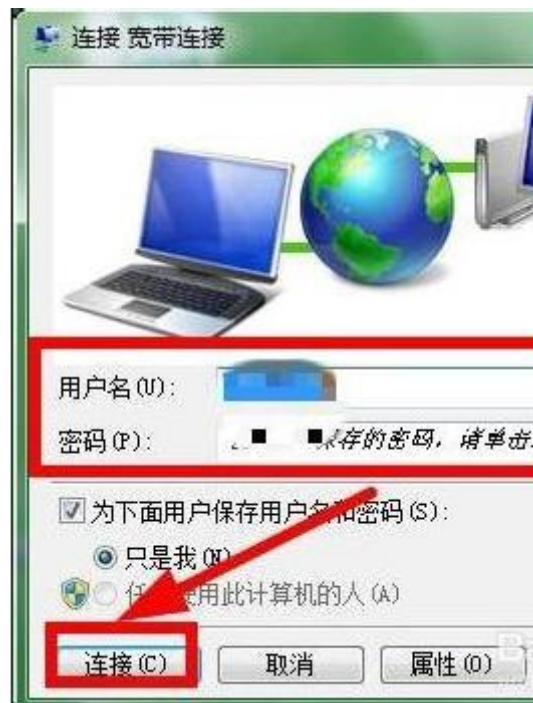 连接 宽带连接
用户名(U):
密码(P):
保存的密码，请单击
为下面用户保存用户名和密码(S):
只是我(N)
使用此计算机的人(A)
连接(C)
取消
属性(O)